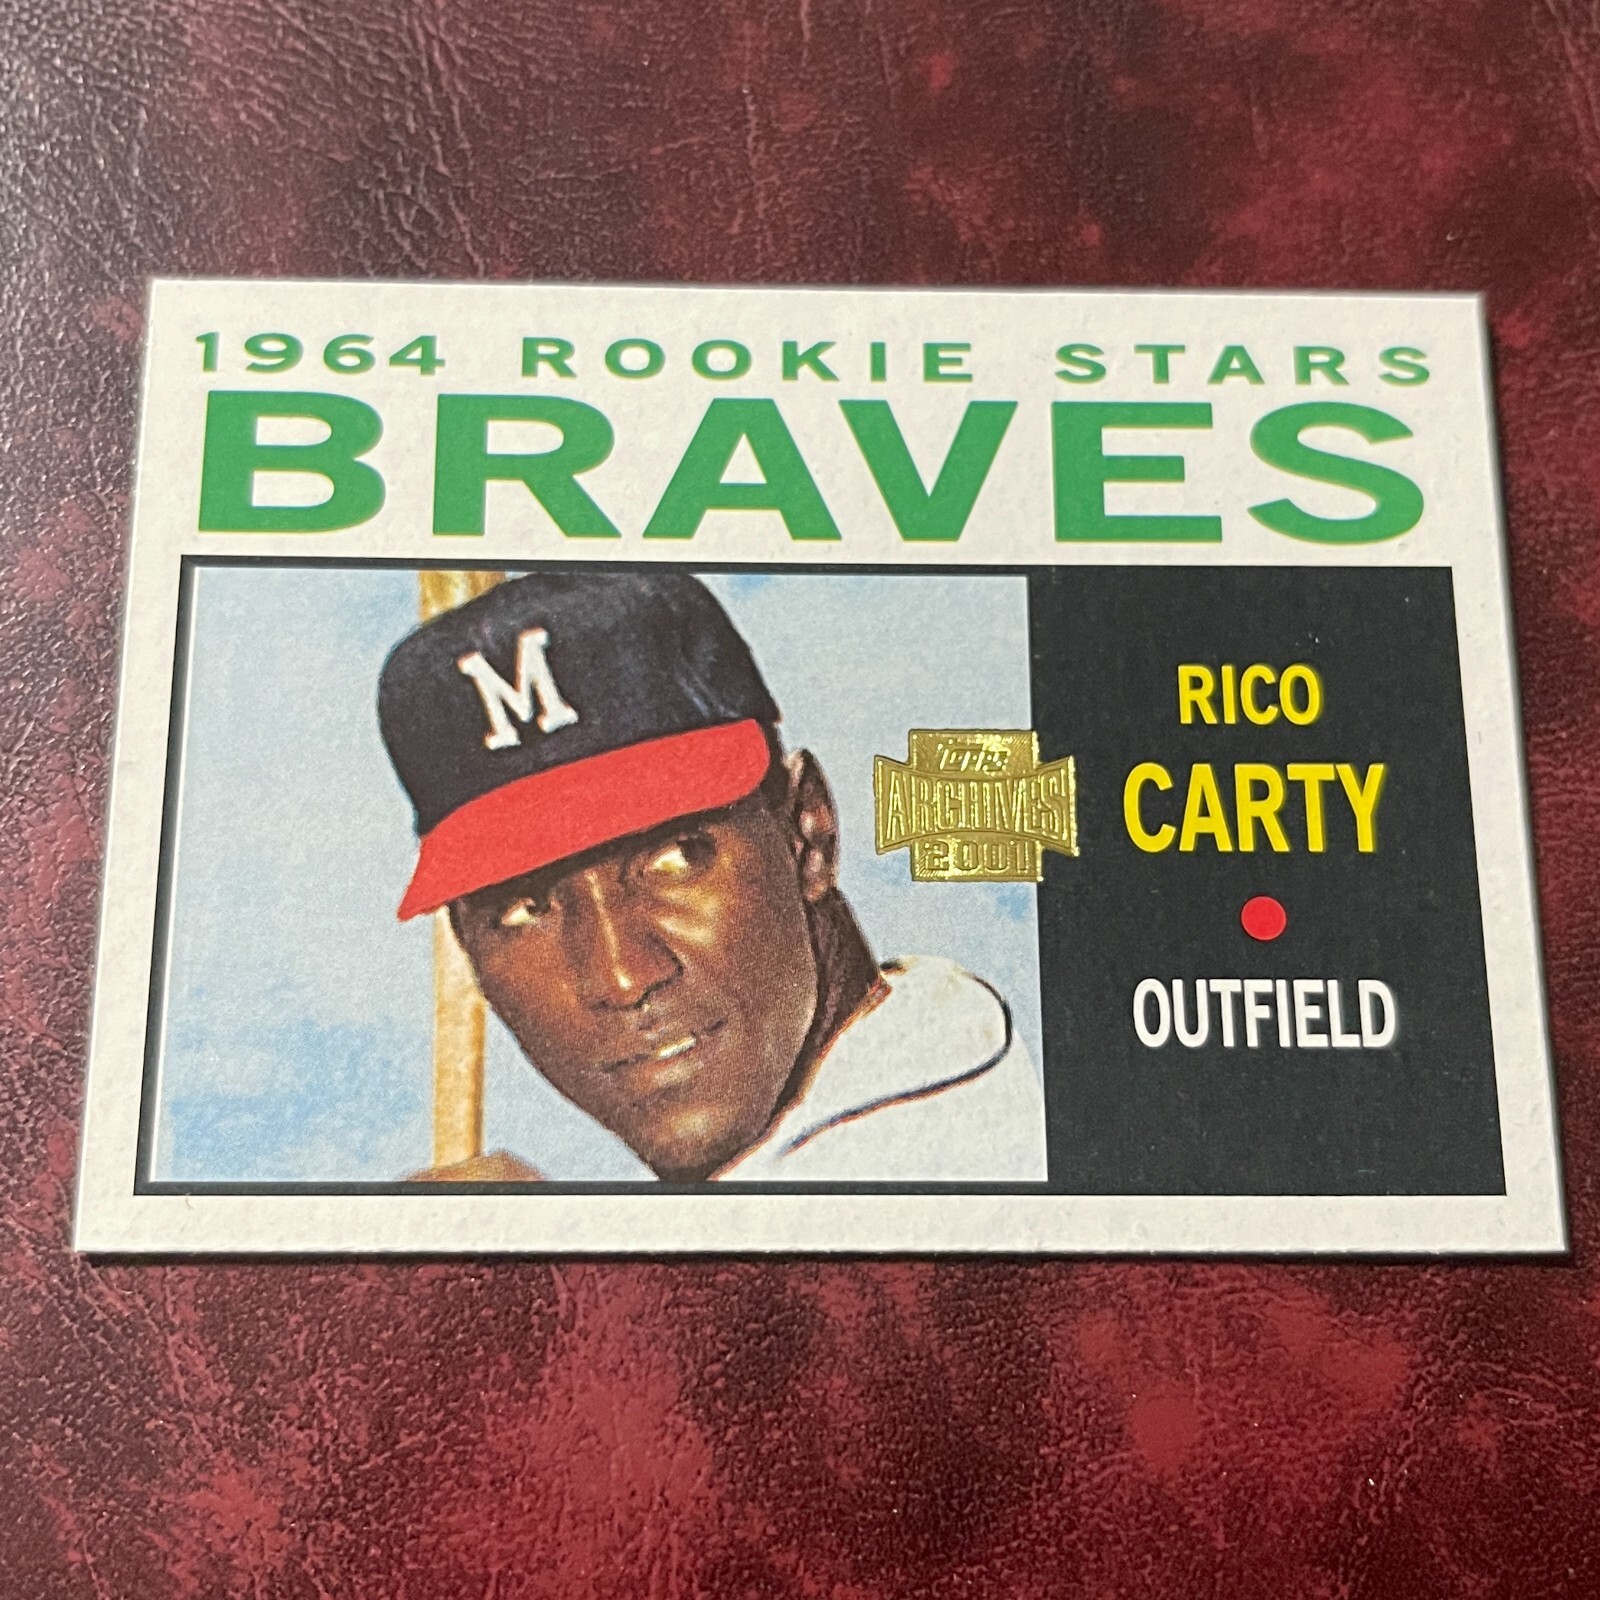 1964 ROOKIE STARS
BRAVES
M
RICO
CARTY
OUTFIELD
Topps
ARCHIVES
2001